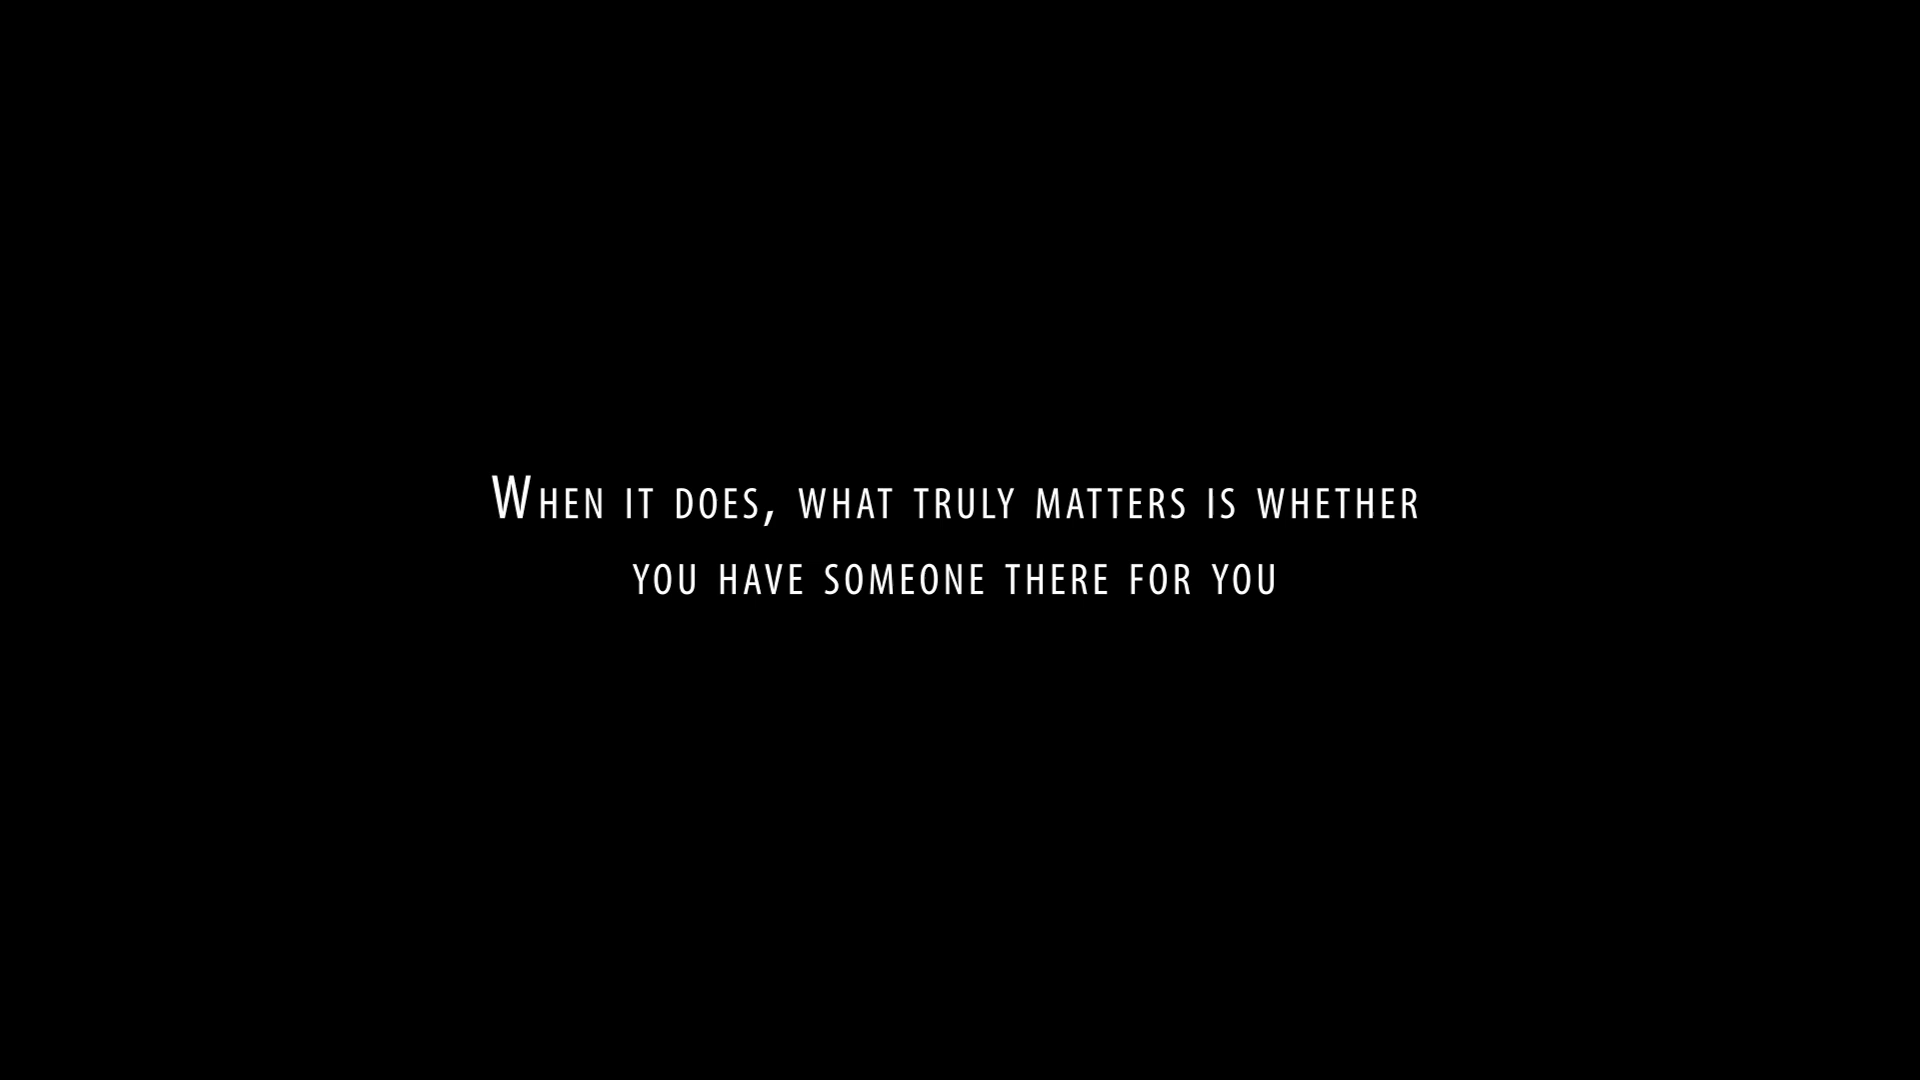 When it does, what truly matters is whether
you have someone there for you